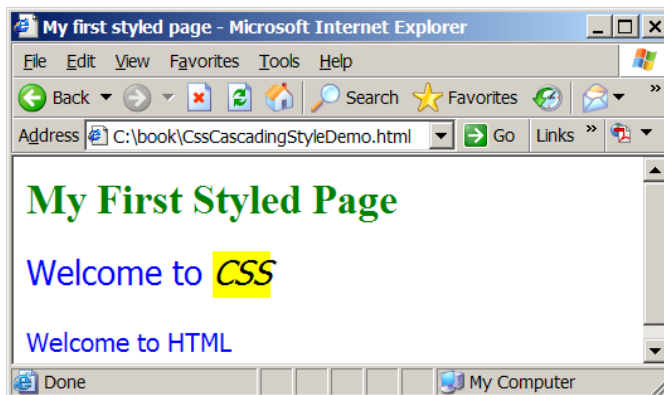 My first styled page - Microsoft Internet Explorer
File Edit View Favorites Tools Help
Back Search Favorites »
Address C:\book\CssCascadingStyleDemo.html Go Links »
My First Styled Page
Welcome to CSS
Welcome to HTML
Done My Computer